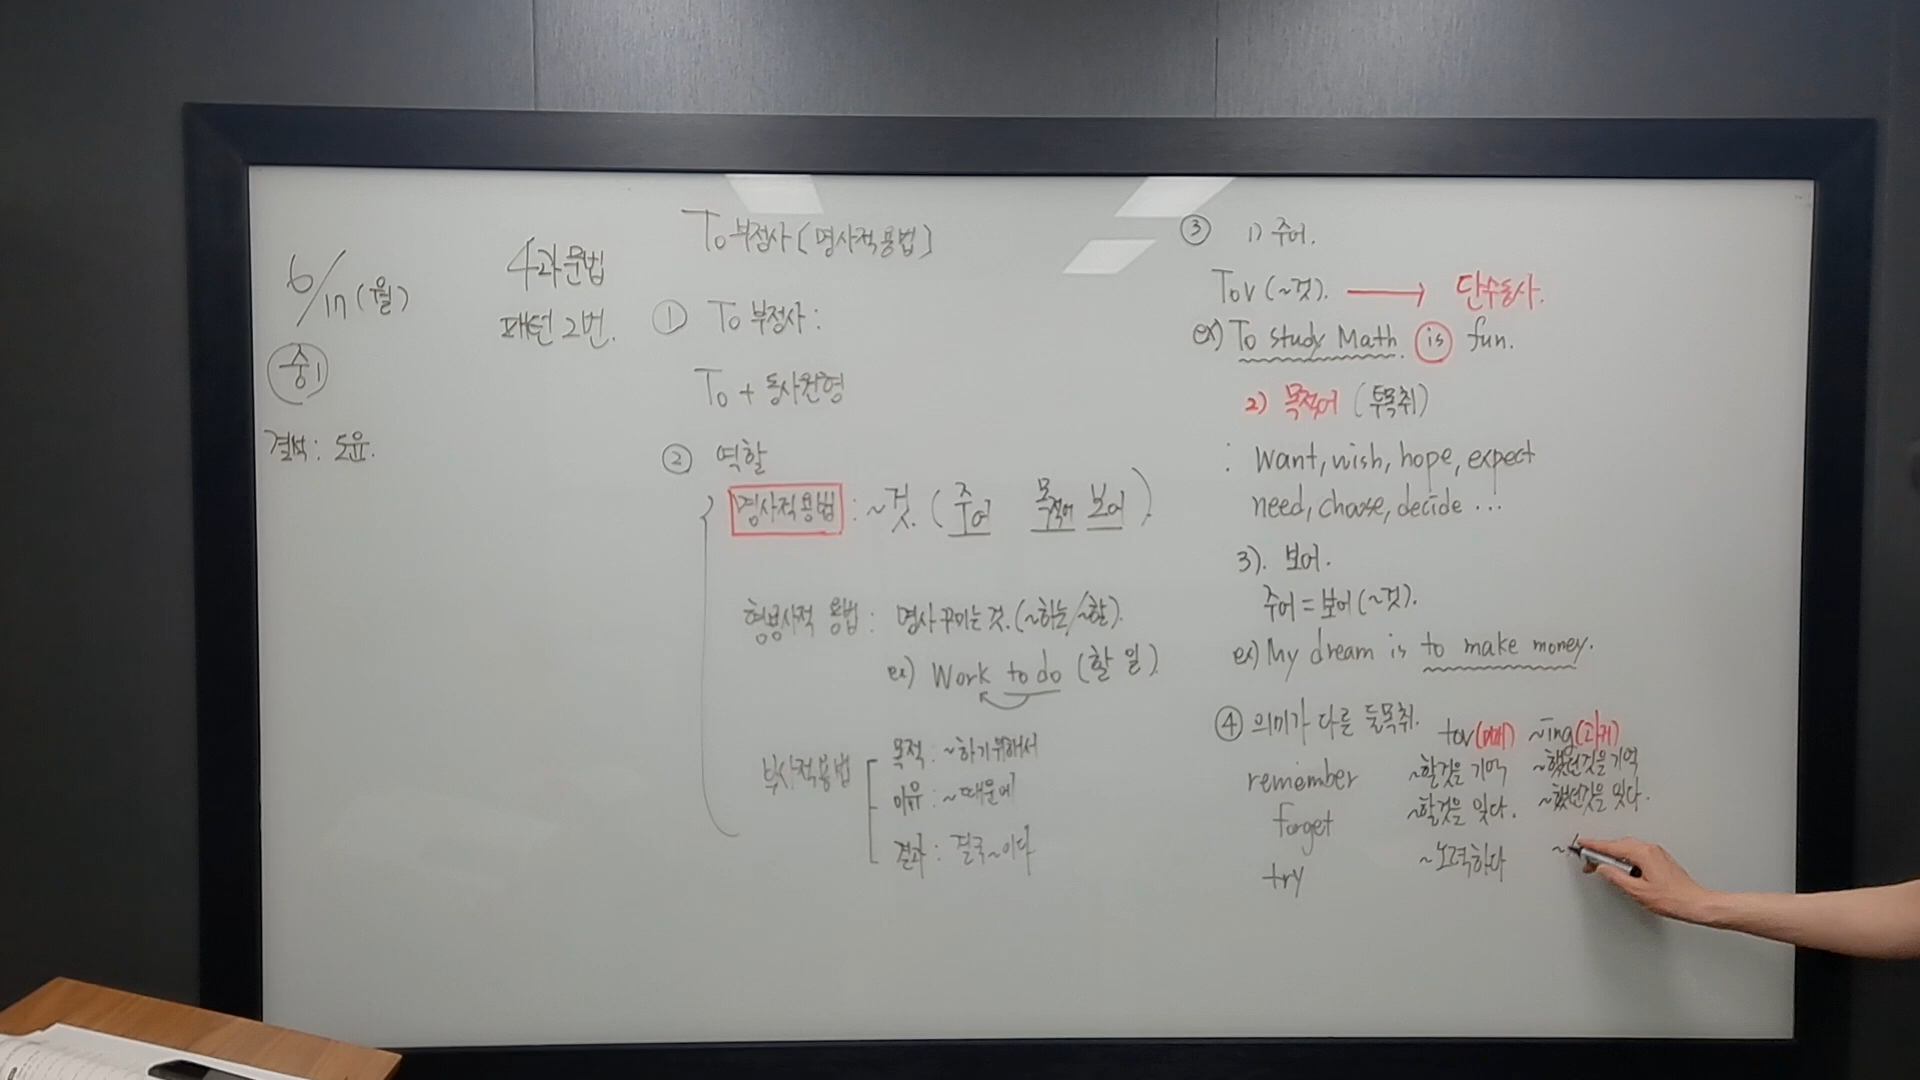 6/17 (월)
중1
결석: 도윤.
4과 문법
패턴 2번.
To 부정사 (명사적용법)
① To 부정사 :
To + 동사원형
② 역할
명사적용법 : ~것. (주어 목적어 보어).
형용사적 용법 : 명사 꾸미는 것. (~하는/~할).
ex) Work to do (할 일).
부사적용법
목적 : ~하기위해서
이유 : ~때문에
결과 : 결국~이다
③ 1) 주어.
Tov (~것). → 단수동사.
ex) To study Math is fun.
2) 목적어 (투목취)
: Want, wish, hope, expect
need, choose, decide ...
3). 보어.
주어 = 보어 (~것).
ex) My dream is to make money.
④ 의미가 다른 둘목취. tov(미래) ~ing(과거)
remember ~할것을 기억 ~했던것을 기억
forget ~할것을 잊다. ~했던것을 잊다.
try ~노력하다 ~